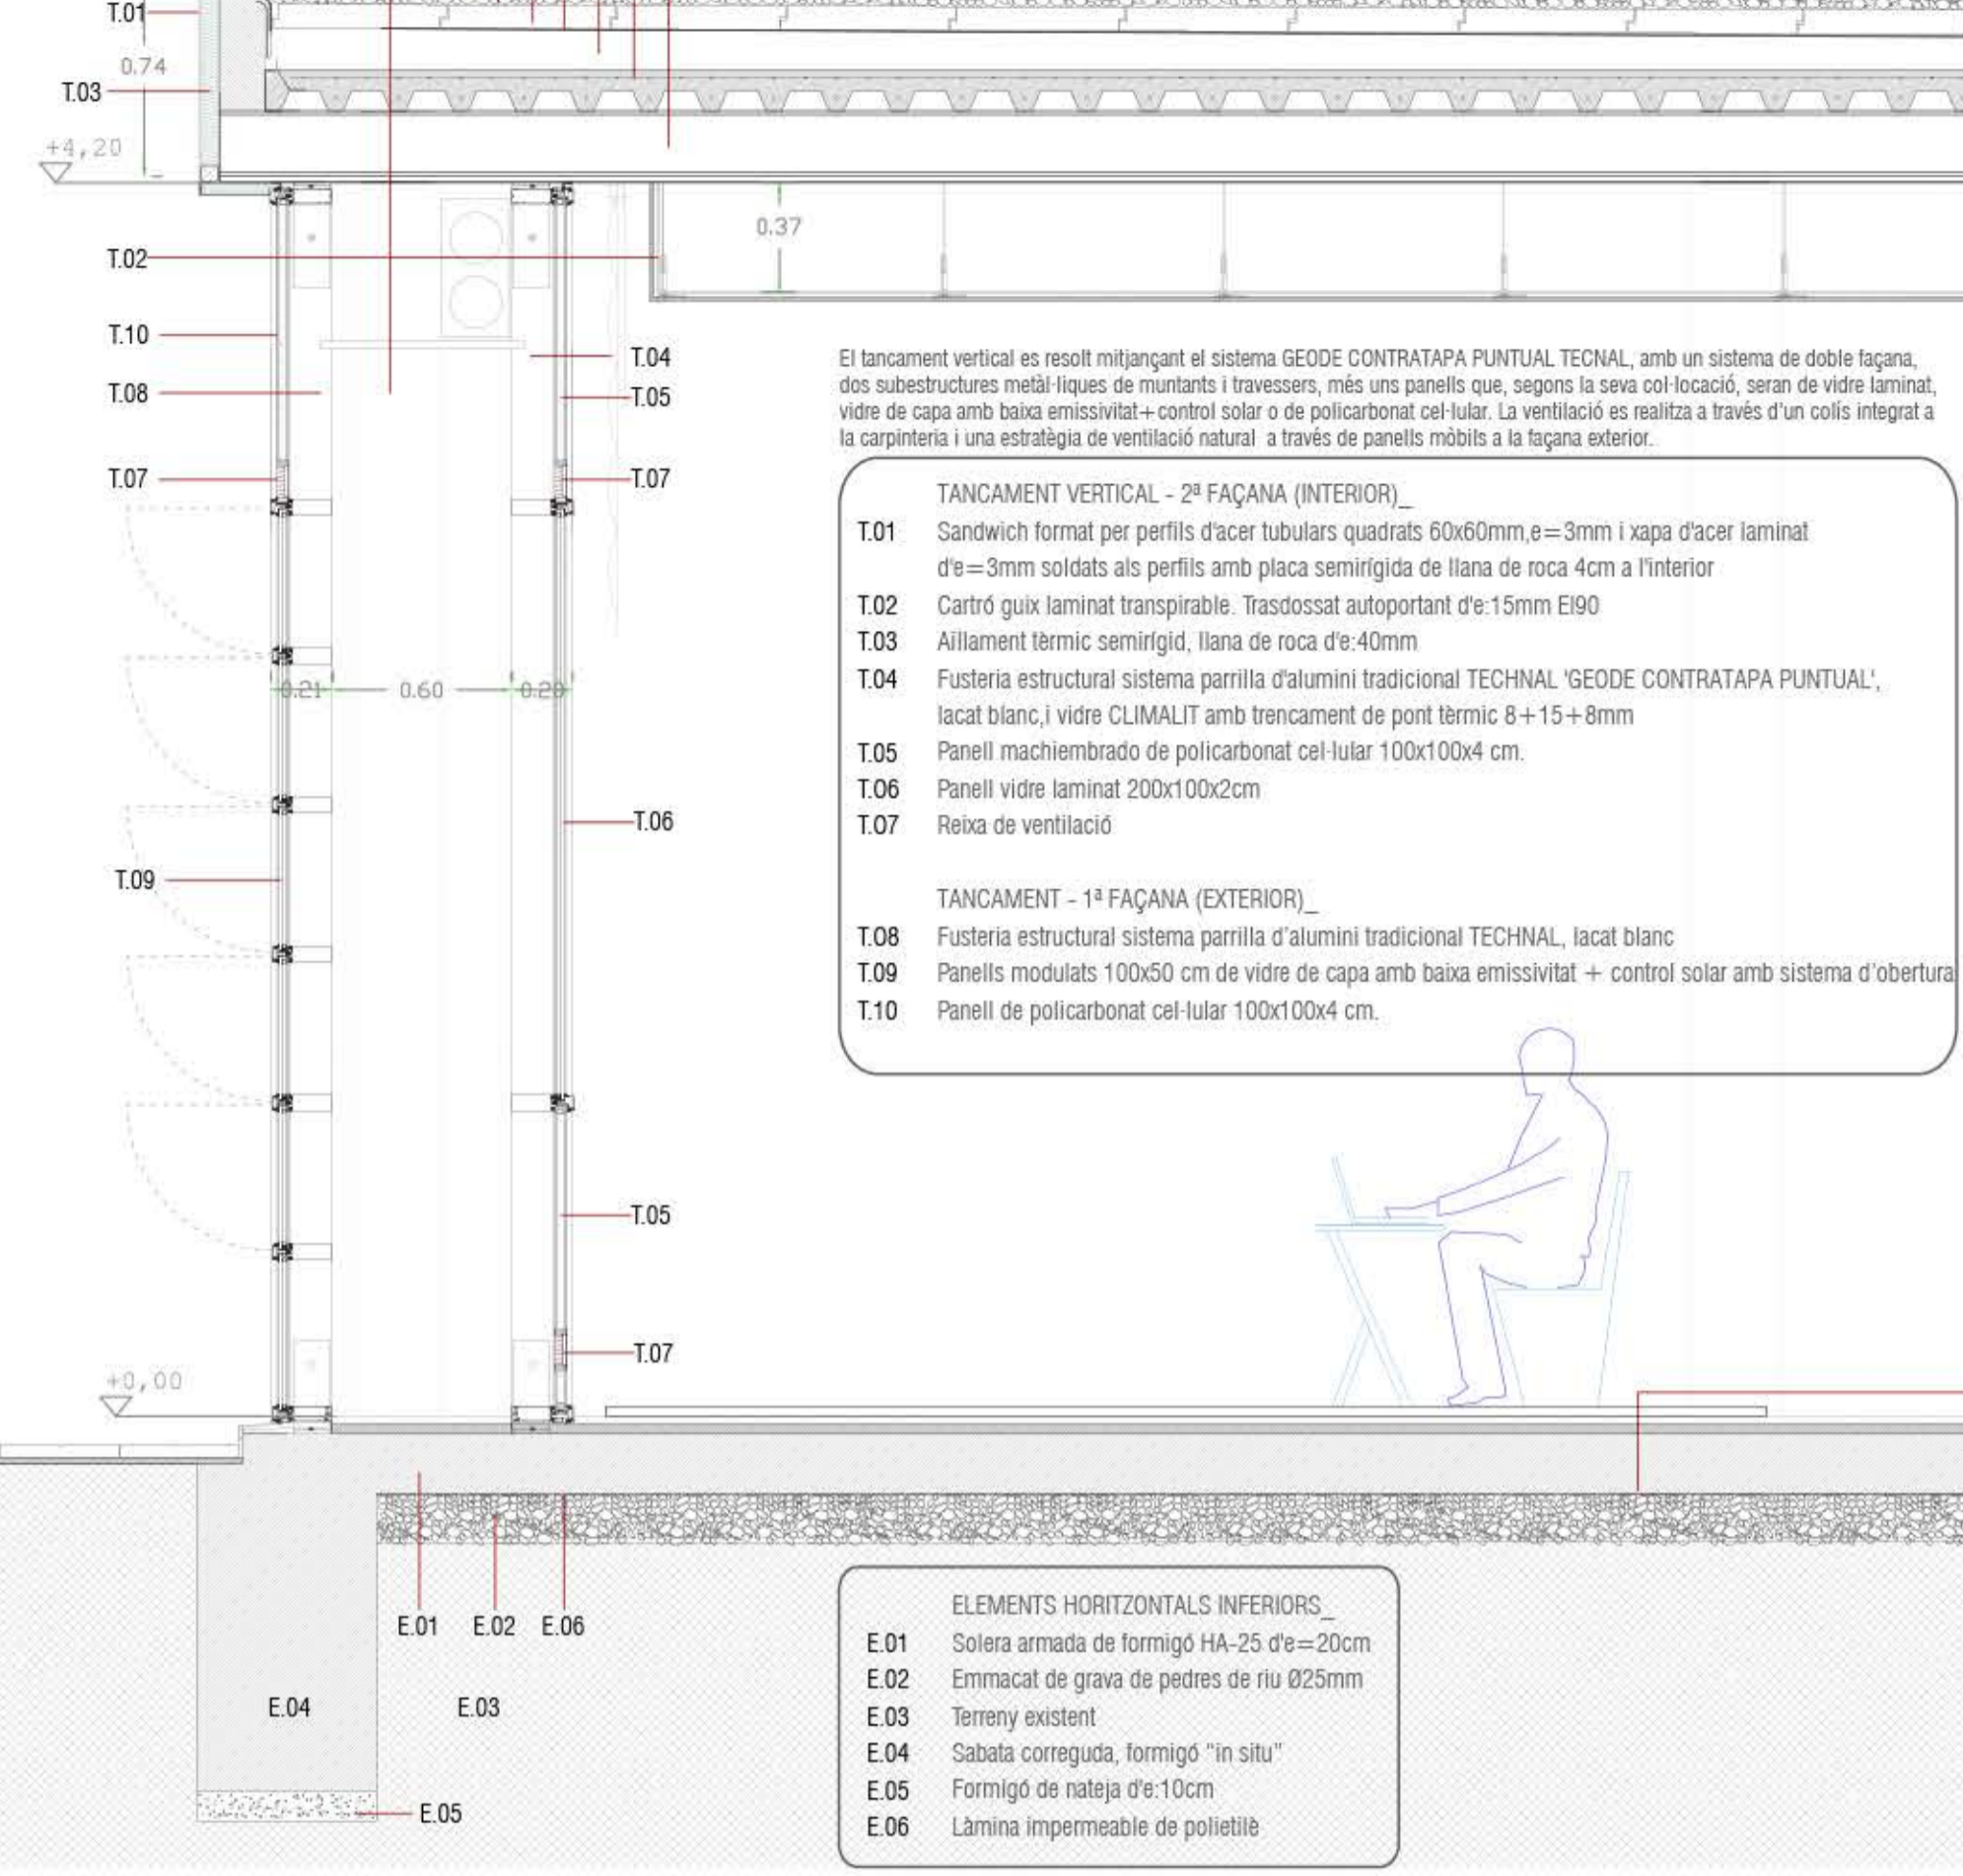 T.01
0.74
T.03
+4,20
0.37
T.02
T.10
T.04
T.08
T.05
T.07
T.07
0.21
0.60
0.20
T.06
T.09
T.05
T.07
+0,00
El tancament vertical es resolt mitjançant el sistema GEODE CONTRATAPA PUNTUAL TECNAL, amb un sistema de doble façana,
dos subestructures metàl·liques de muntants i travessers, més uns panells que, segons la seva col·locació, seran de vidre laminat,
vidre de capa amb baixa emissivitat+control solar o de policarbonat cel·lular. La ventilació es realitza a través d'un colís integrat a
la carpinteria i una estratègia de ventilació natural a través de panells mòbils a la façana exterior.
TANCAMENT VERTICAL - 2ª FAÇANA (INTERIOR)_
T.01 Sandwich format per perfils d'acer tubulars quadrats 60x60mm,e=3mm i xapa d'acer laminat
d'e=3mm soldats als perfils amb placa semirígida de llana de roca 4cm a l'interior
T.02 Cartró guix laminat transpirable. Trasdossat autoportant d'e:15mm EI90
T.03 Aïllament tèrmic semirígid, llana de roca d'e:40mm
T.04 Fusteria estructural sistema parrilla d'alumini tradicional TECHNAL 'GEODE CONTRATAPA PUNTUAL',
lacat blanc,i vidre CLIMALIT amb trencament de pont tèrmic 8+15+8mm
T.05 Panell machiembrado de policarbonat cel·lular 100x100x4 cm.
T.06 Panell vidre laminat 200x100x2cm
T.07 Reixa de ventilació
TANCAMENT - 1ª FAÇANA (EXTERIOR)_
T.08 Fusteria estructural sistema parrilla d'alumini tradicional TECHNAL, lacat blanc
T.09 Panells modulats 100x50 cm de vidre de capa amb baixa emissivitat + control solar amb sistema d'obertura
T.10 Panell de policarbonat cel·lular 100x100x4 cm.
E.01 E.02 E.06
E.04 E.03
E.05
ELEMENTS HORITZONTALS INFERIORS_
E.01 Solera armada de formigó HA-25 d'e=20cm
E.02 Emmacat de grava de pedres de riu Ø25mm
E.03 Terreny existent
E.04 Sabata correguda, formigó "in situ"
E.05 Formigó de nateja d'e:10cm
E.06 Làmina impermeable de polietilè